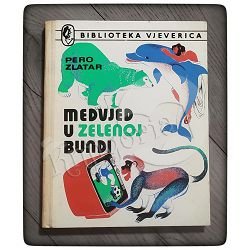 BIBLIOTEKA VJEVERICA
PERO
ZLATAR
MEDVJED
U ZELENOJ
BUNDI